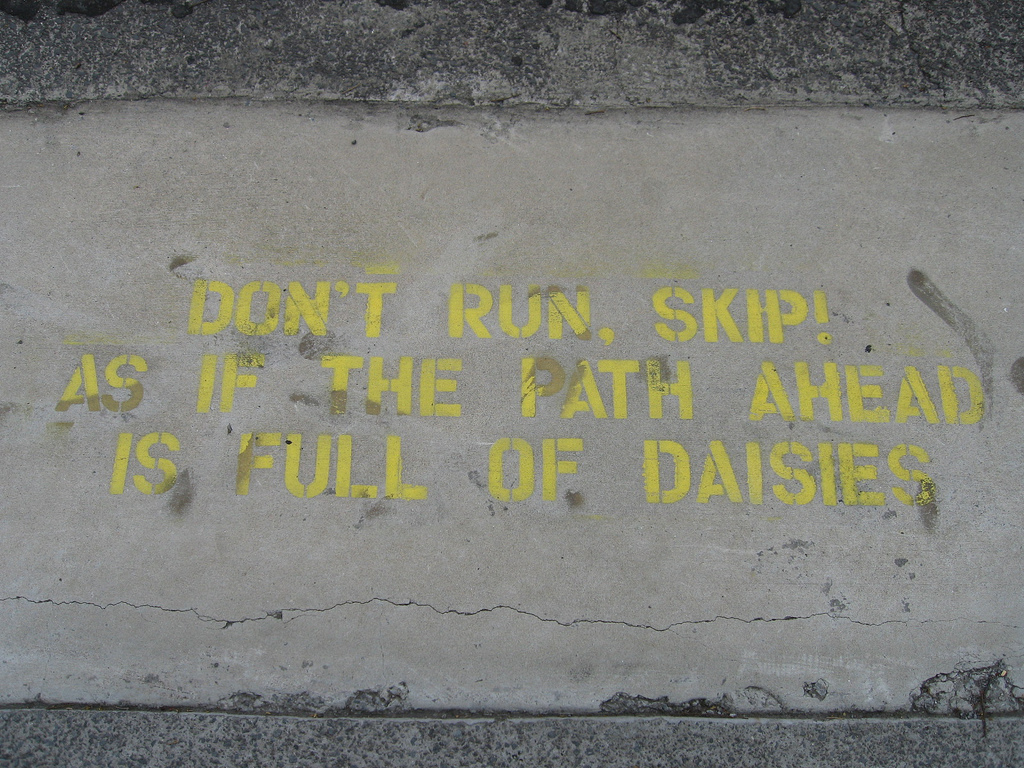 DON'T RUN, SKIP!
AS IF THE PATH AHEAD
IS FULL OF DAISIES